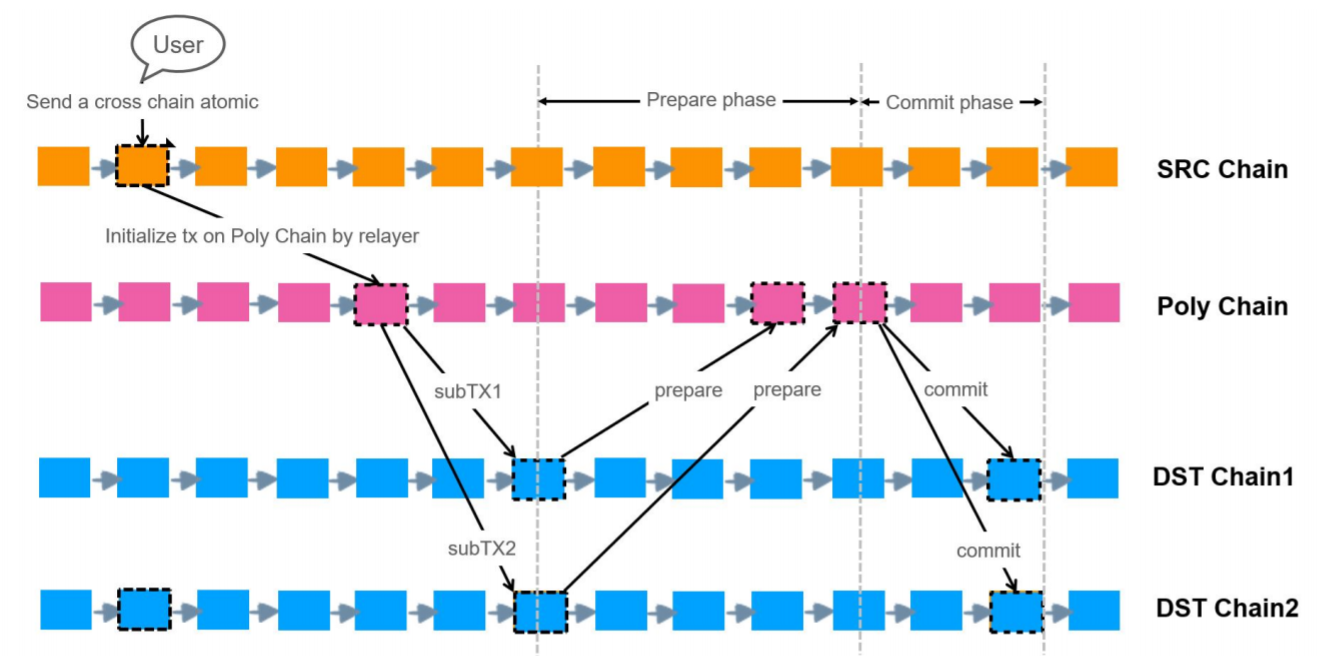 User
Send a cross chain atomic
Prepare phase
Commit phase
SRC Chain
Initialize tx on Poly Chain by relayer
Poly Chain
subTX1
prepare
prepare
commit
DST Chain1
subTX2
commit
DST Chain2